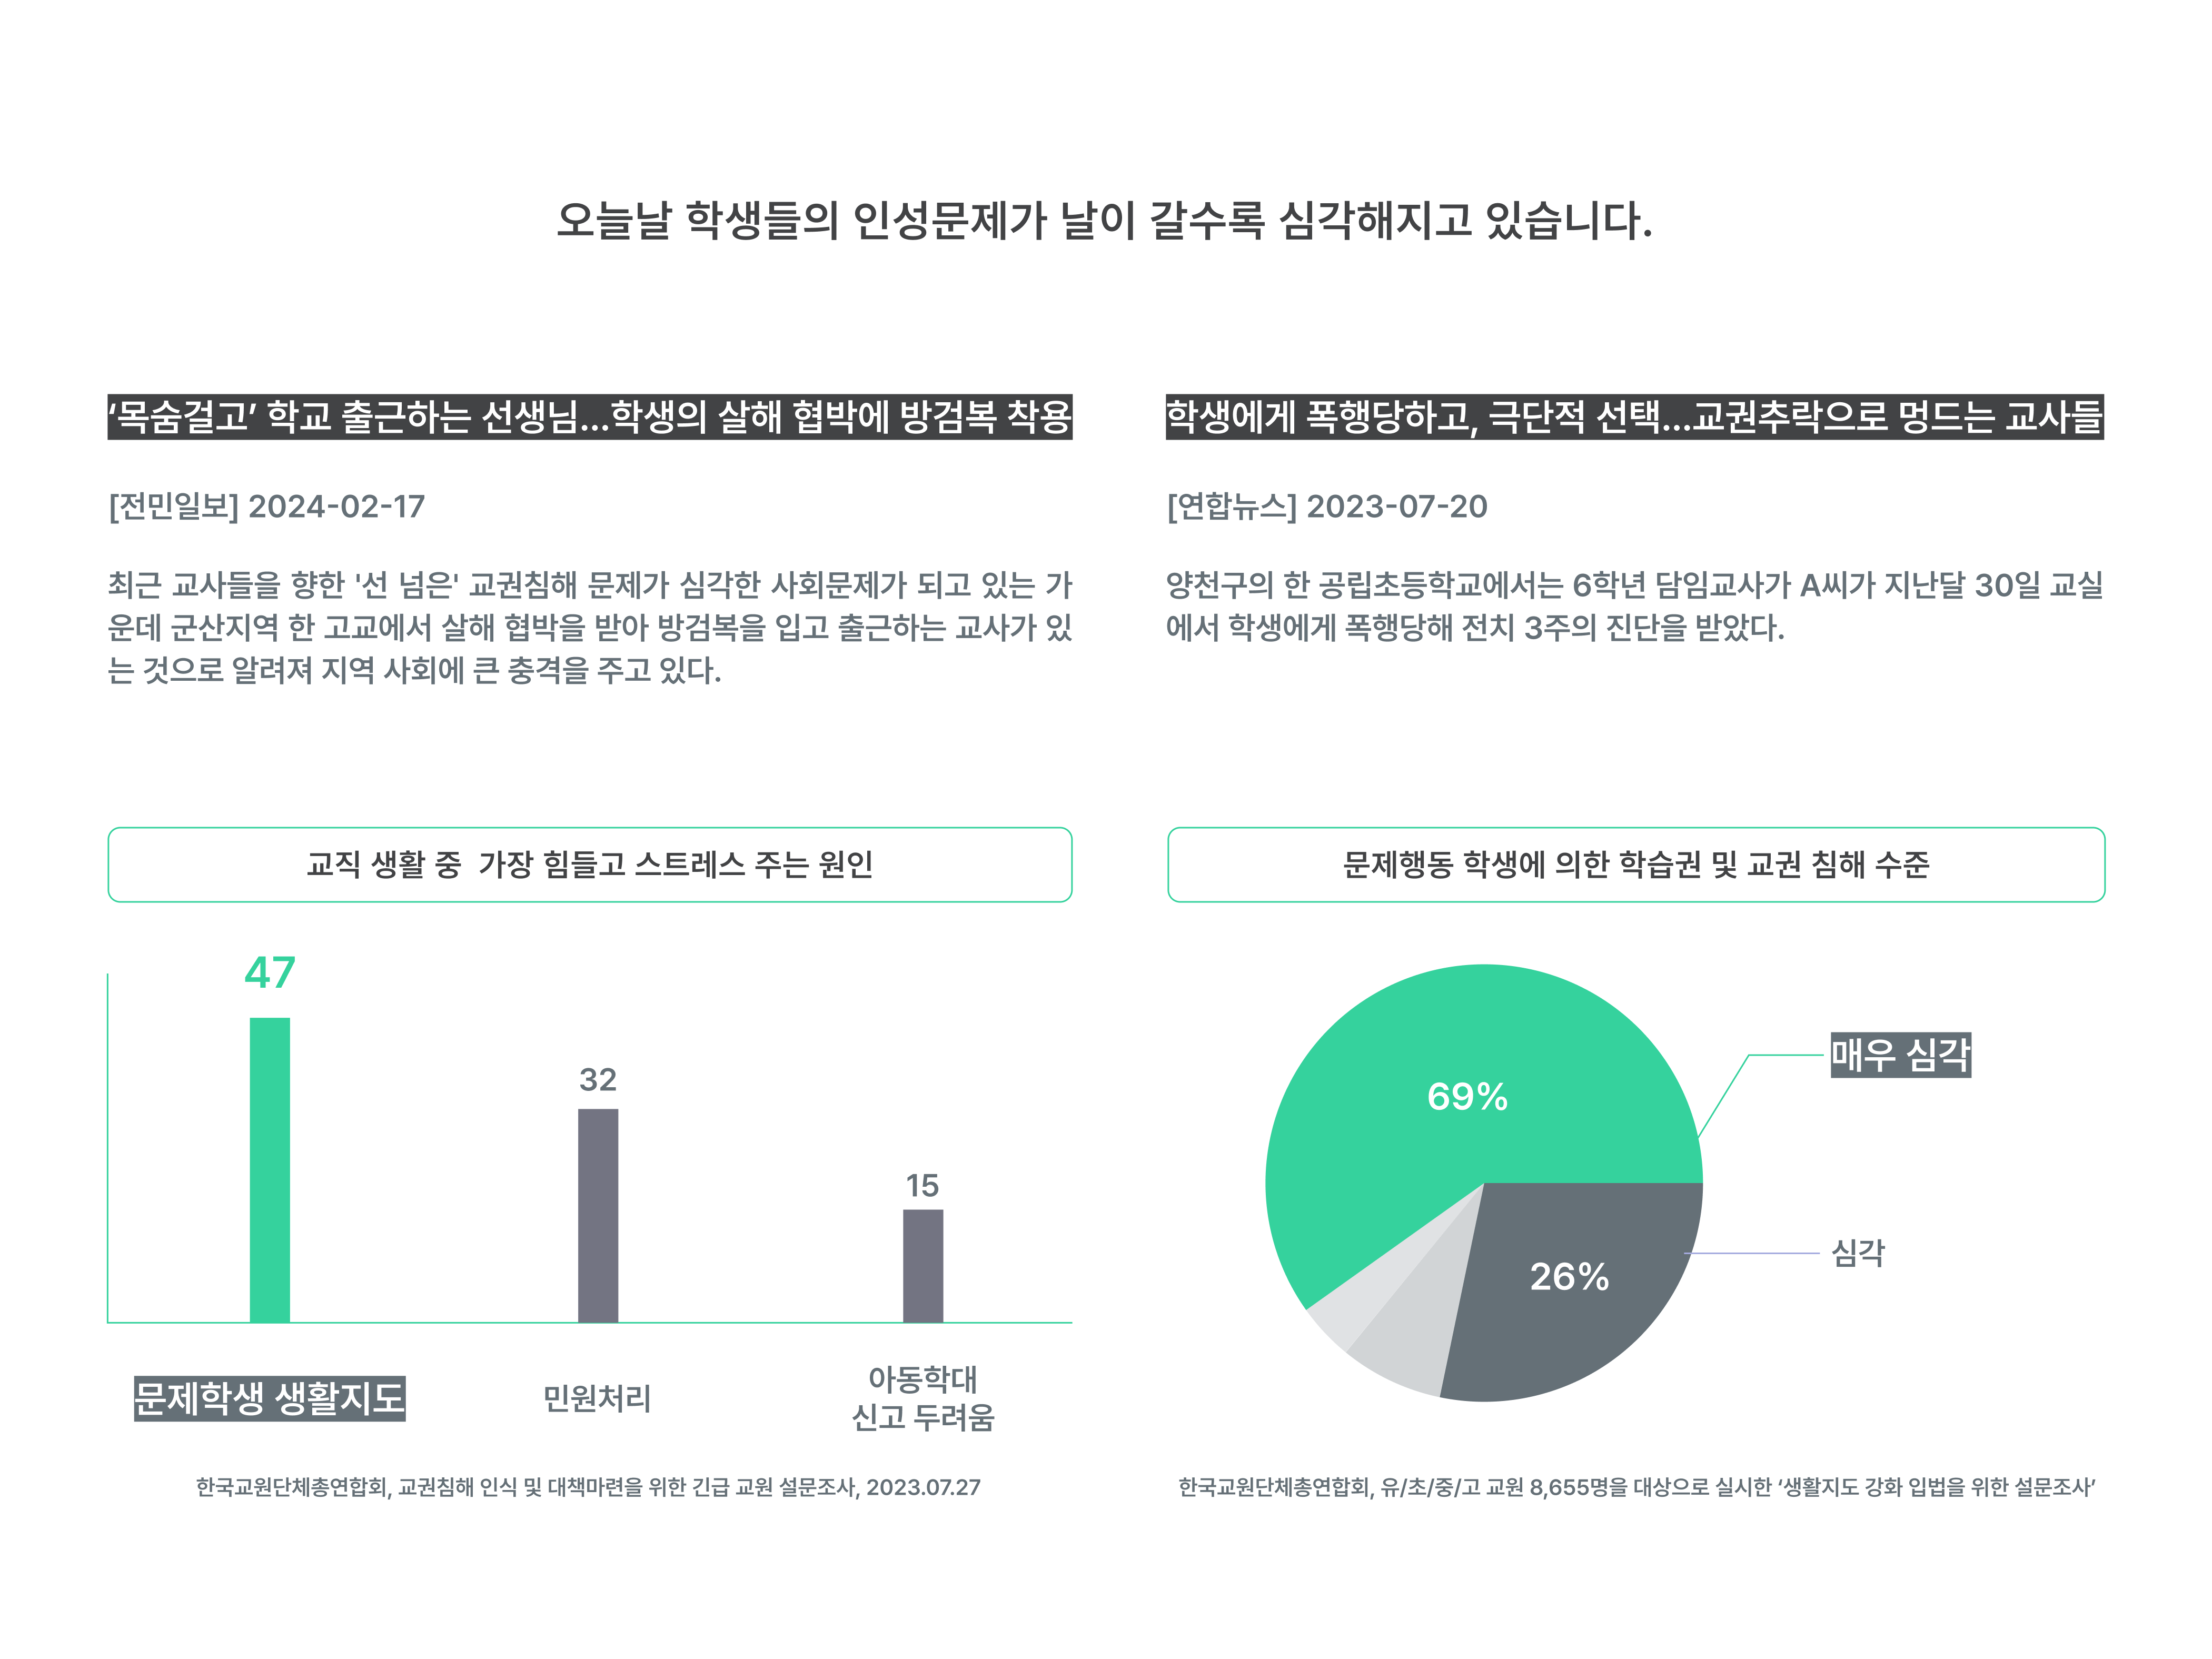 오늘날 학생들의 인성문제가 날이 갈수록 심각해지고 있습니다.
‘목숨걸고’ 학교 출근하는 선생님...학생의 살해 협박에 방검복 착용
[전민일보] 2024-02-17
최근 교사들을 향한 '선 넘은' 교권침해 문제가 심각한 사회문제가 되고 있는 가
운데 군산지역 한 고교에서 살해 협박을 받아 방검복을 입고 출근하는 교사가 있
는 것으로 알려져 지역 사회에 큰 충격을 주고 있다.
학생에게 폭행당하고, 극단적 선택...교권추락으로 멍드는 교사들
[연합뉴스] 2023-07-20
양천구의 한 공립초등학교에서는 6학년 담임교사가 A씨가 지난달 30일 교실
에서 학생에게 폭행당해 전치 3주의 진단을 받았다.
교직 생활 중 가장 힘들고 스트레스 주는 원인
47
32
15
문제학생 생활지도
민원처리
아동학대
신고 두려움
한국교원단체총연합회, 교권침해 인식 및 대책마련을 위한 긴급 교원 설문조사, 2023.07.27
문제행동 학생에 의한 학습권 및 교권 침해 수준
69%
매우 심각
26%
심각
한국교원단체총연합회, 유/초/중/고 교원 8,655명을 대상으로 실시한 ‘생활지도 강화 입법을 위한 설문조사’